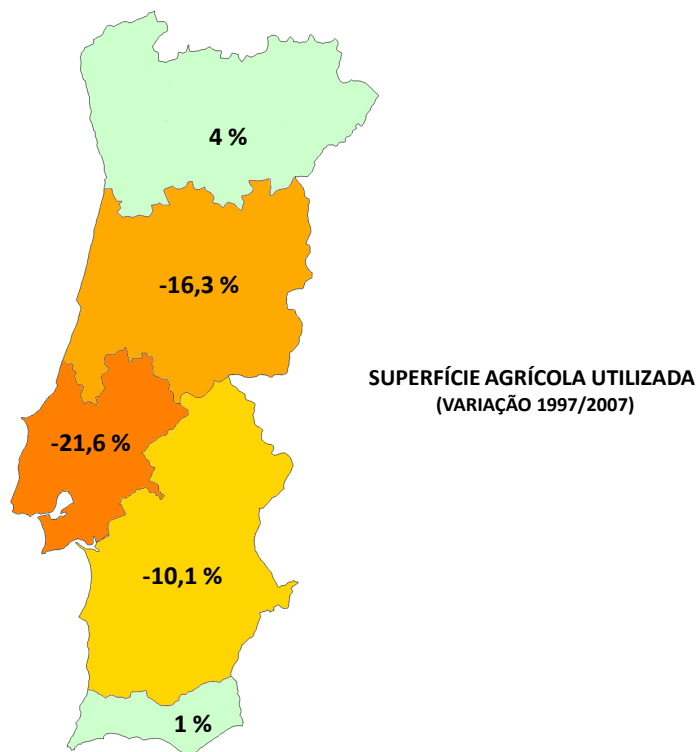 4 %
-16,3 %
SUPERFÍCIE AGRÍCOLA UTILIZADA
(VARIAÇÃO 1997/2007)
-21,6 %
-10,1 %
1 %